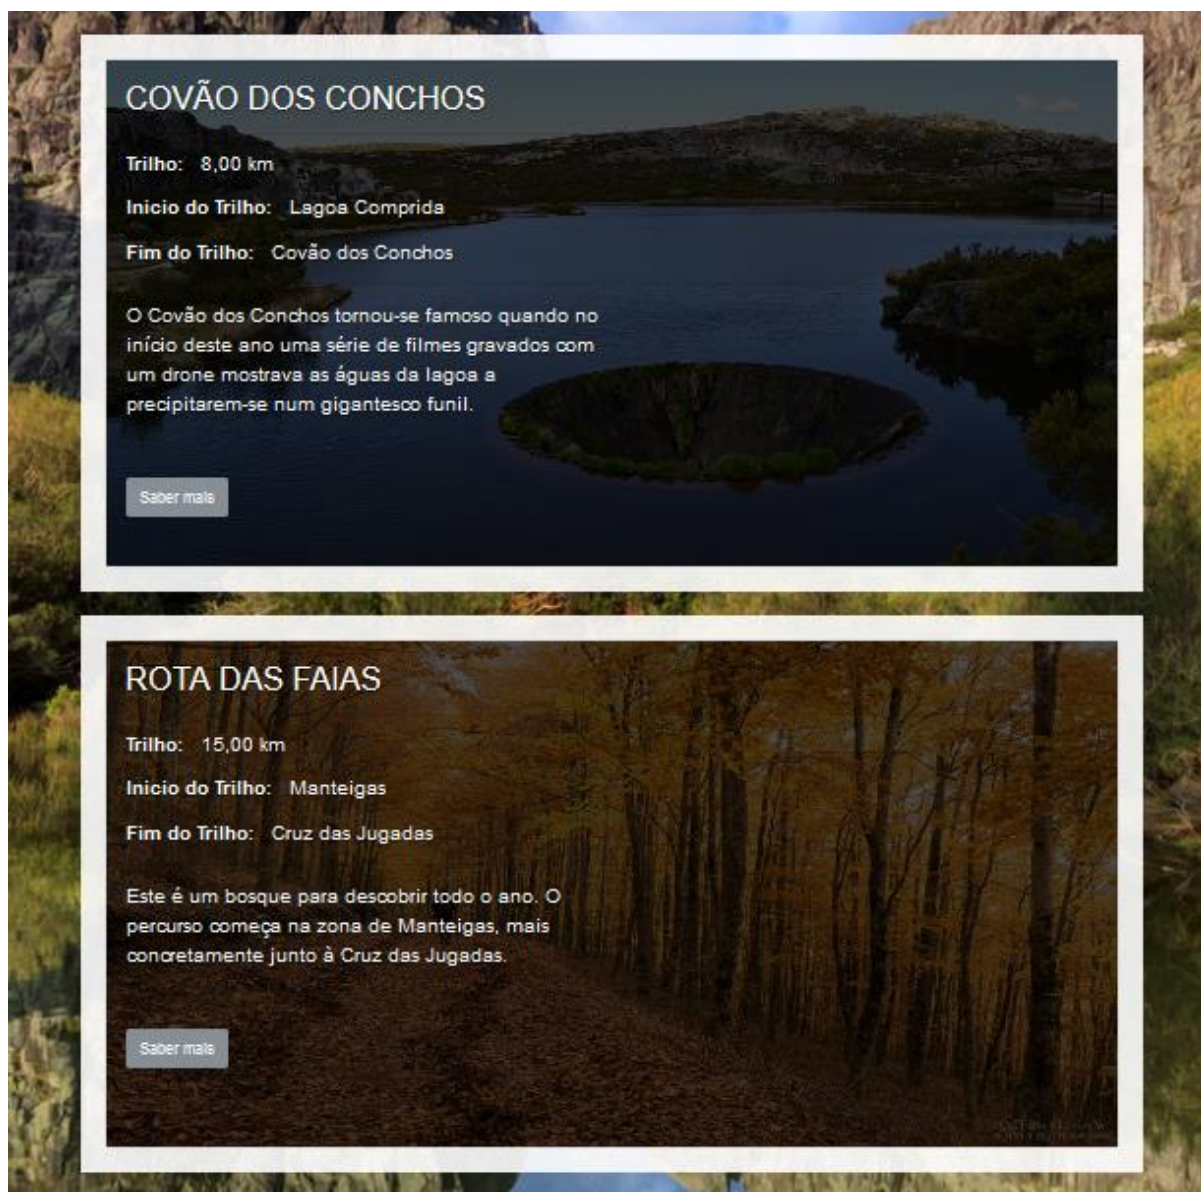 COVÃO DOS CONCHOS
Trilho: 8,00 km
Inicio do Trilho: Lagoa Comprida
Fim do Trilho: Covão dos Conchos
O Covão dos Conchos tornou-se famoso quando no
início deste ano uma série de filmes gravados com
um drone mostrava as águas da lagoa a
precipitarem-se num gigantesco funil.
Saber mais
ROTA DAS FAIAS
Trilho: 15,00 km
Inicio do Trilho: Manteigas
Fim do Trilho: Cruz das Jugadas
Este é um bosque para descobrir todo o ano. O
percurso começa na zona de Manteigas, mais
concretamente junto à Cruz das Jugadas.
Saber mais